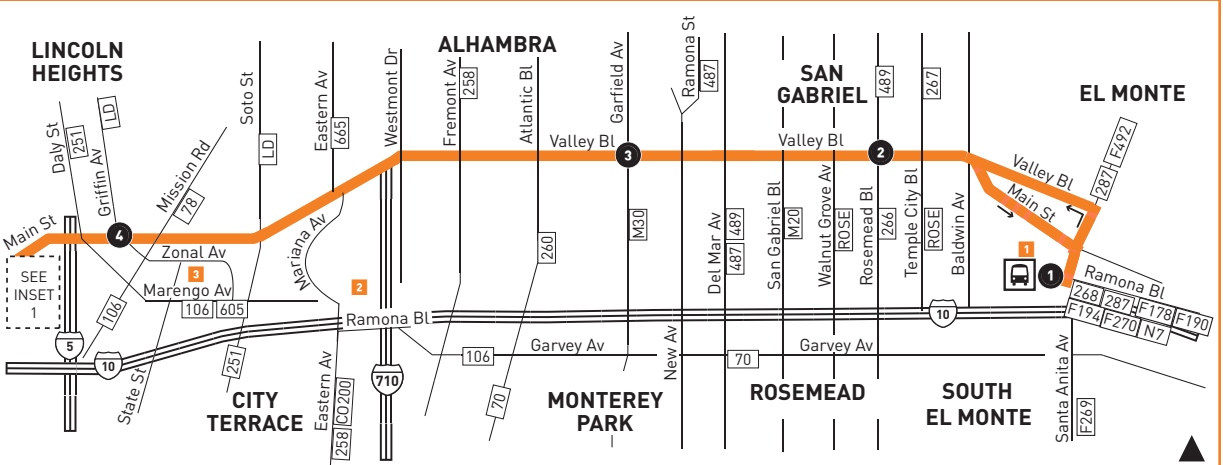 LINCOLN
HEIGHTS
ALHAMBRA
SAN
GABRIEL
EL MONTE
CITY
TERRACE
MONTEREY
PARK
ROSEMEAD
SOUTH
EL MONTE
Daly St
251
Griffin Av
LD
Mission Rd
78
Soto St
LD
Eastern Av
665
Westmont Dr
Fremont Av
258
Atlantic Bl
260
Garfield Av
M30
Ramona St
487
Del Mar Av
487
489
San Gabriel Bl
M20
Walnut Grove Av
ROSE
489
Rosemead Bl
266
267
Temple City Bl
ROSE
Baldwin Av
287
F492
Valley Bl
Valley Bl
Valley Bl
Main St
Main St
4
3
2
1
1
2
3
Zonal Av
Marengo Av
106
605
106
SEE
INSET
1
5
10
State St
251
Mariana Av
Ramona Bl
Eastern Av
258
CO200
710
106
70
Garvey Av
New Av
70
Garvey Av
10
Ramona Bl
268
287
F178
F190
F194
F270
N7
Santa Anita Av
F269